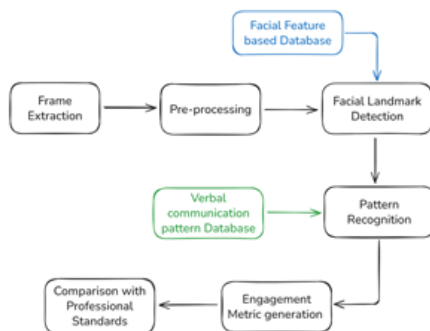 Facial Feature
based Database
Frame
Extraction
Pre-processing
Facial Landmark
Detection
Verbal
communication
pattern Database
Pattern
Recognition
Comparison with
Professional
Standards
Engagement
Metric generation